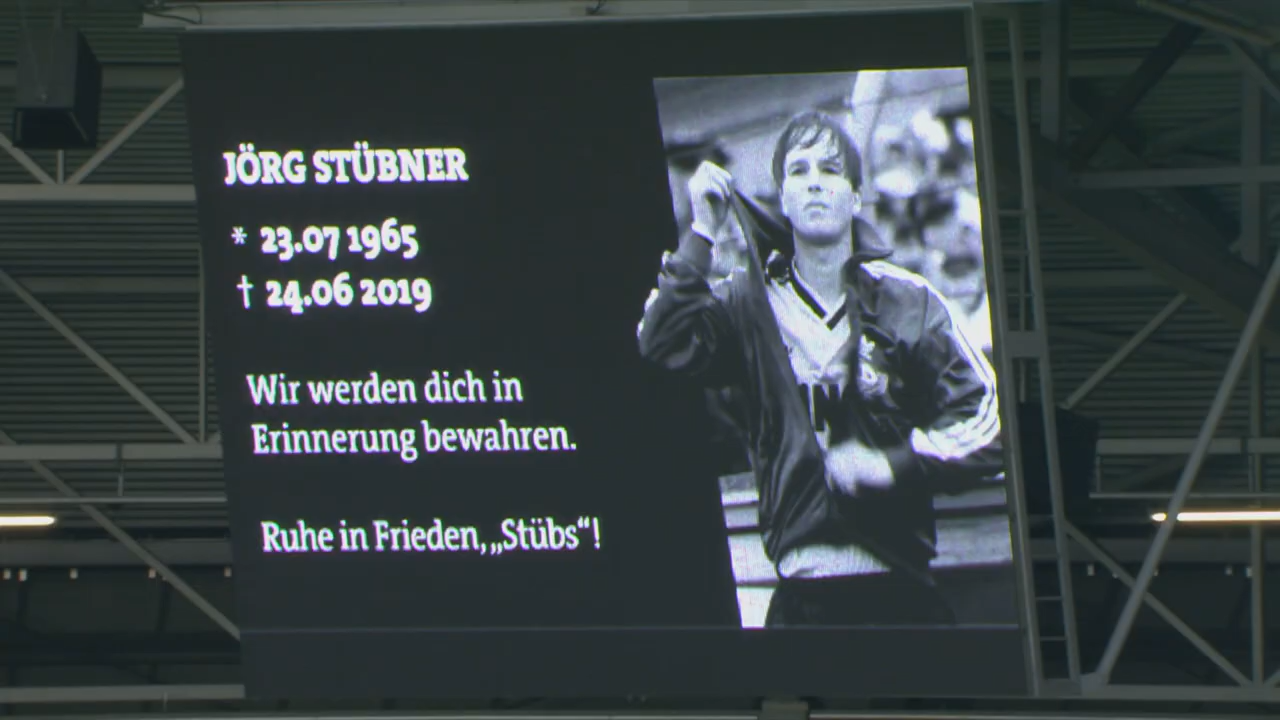 JÖRG STÜBNER
* 23.07 1965
† 24.06 2019
Wir werden dich in
Erinnerung bewahren.
Ruhe in Frieden, „Stübs“!